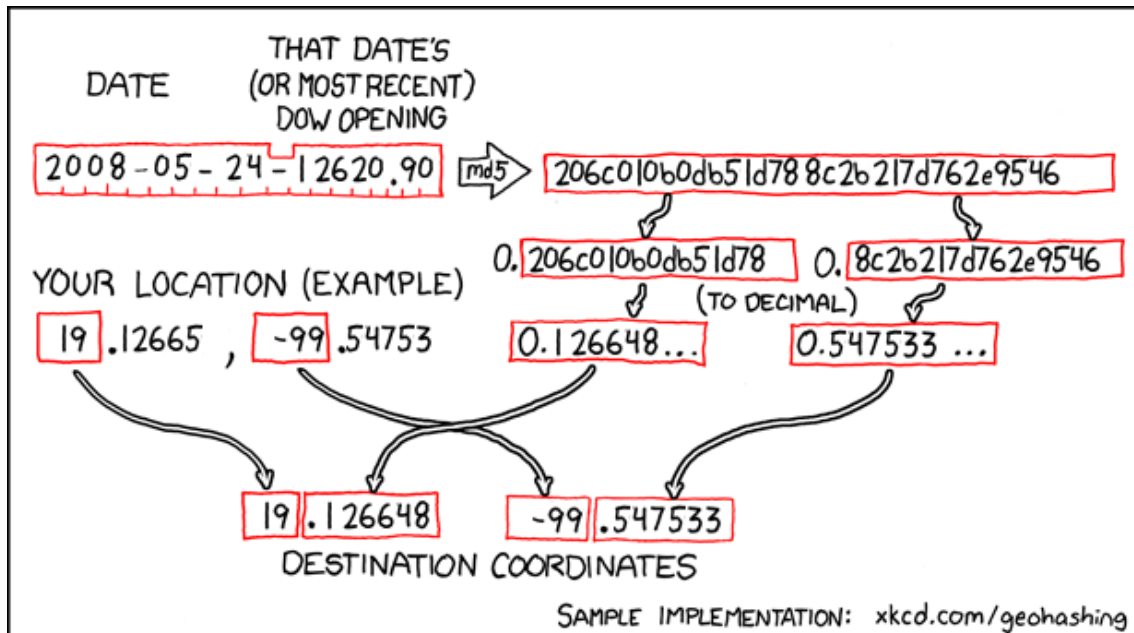 DATE
THAT DATE'S
(OR MOST RECENT)
DOW OPENING
2008-05-24-12620.90
md5
206c010b0db51d788c2b217d762e9546
0.206c010b0db51d78
0.8c2b217d762e9546
YOUR LOCATION (EXAMPLE)
(TO DECIMAL)
19.12665, -99.54753
0.126648...
0.547533...
19.126648
-99.547533
DESTINATION COORDINATES
SAMPLE IMPLEMENTATION: xkcd.com/geohashing